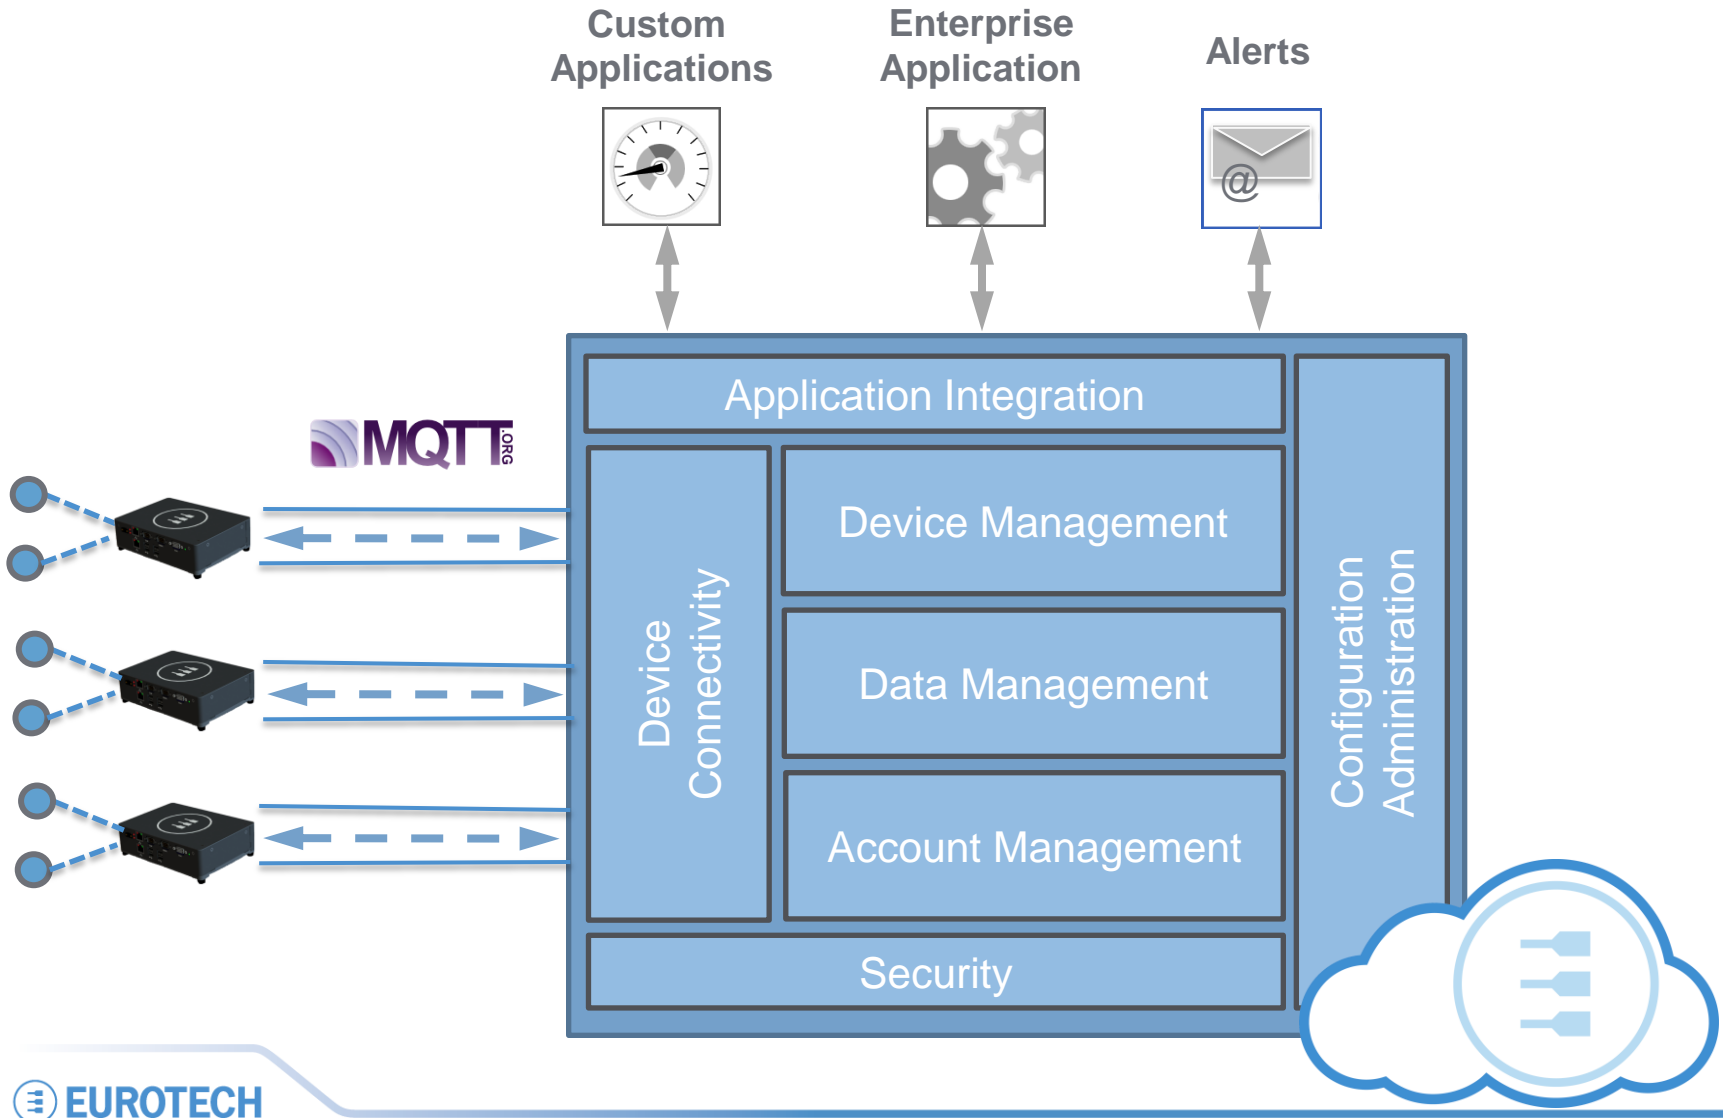 Custom
Applications
Enterprise
Application
Alerts
@
Application Integration
MQTT.ORG
Device
Connectivity
Device Management
Data Management
Account Management
Configuration
Administration
Security
EUROTECH